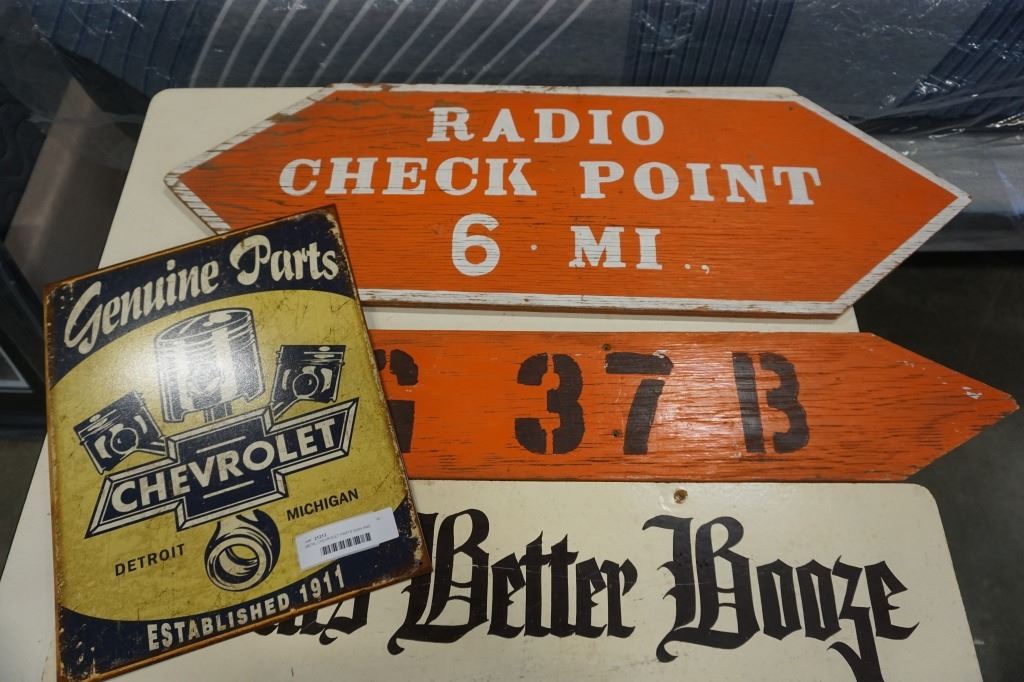 RADIO
CHECK POINT
6 MI.
G 37 B
Genuine Parts
CHEVROLET
DETROIT
MICHIGAN
ESTABLISHED 1911
Better Booze